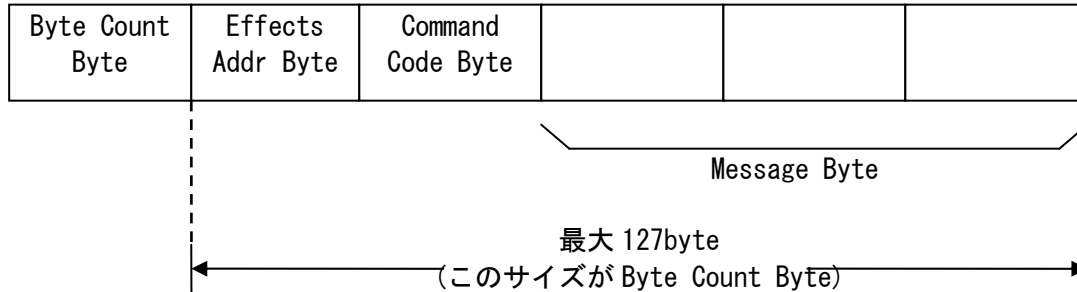 Byte Count
Byte
Effects
Addr Byte
Command
Code Byte
Message Byte
最大 127byte
(このサイズが Byte Count Byte)